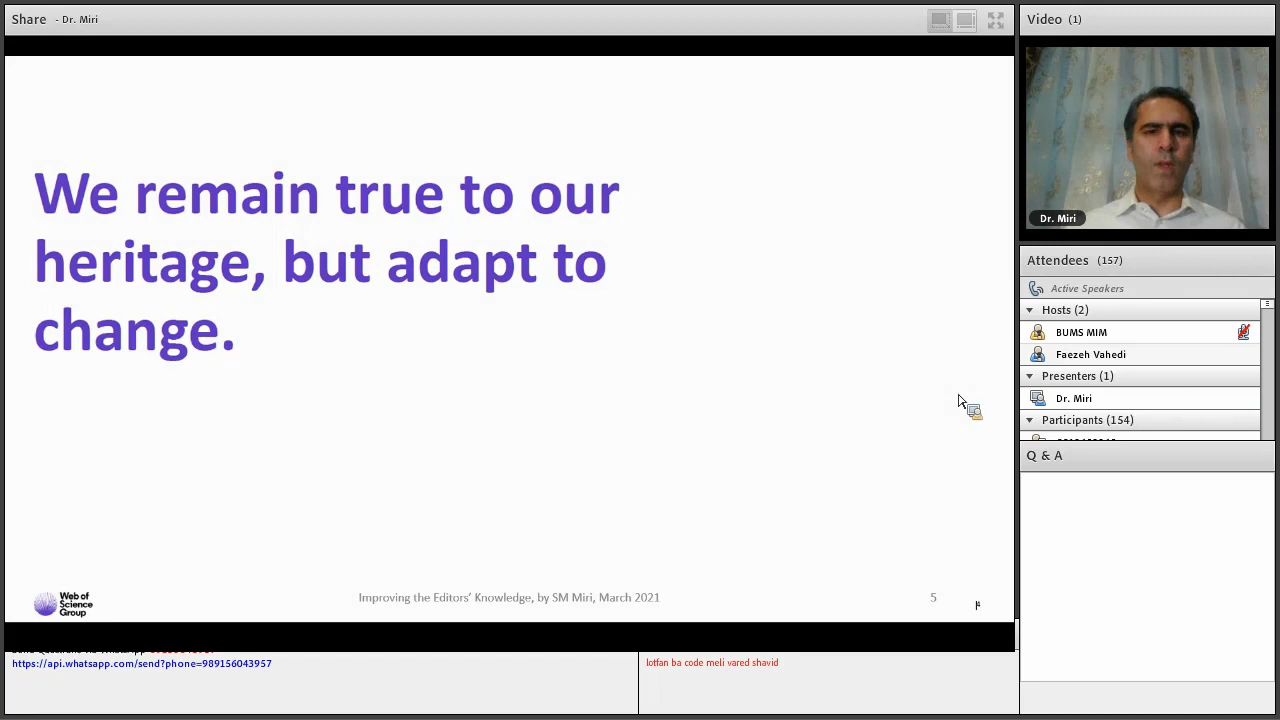 Share - Dr. Miri
We remain true to our
heritage, but adapt to
change.
Web of
Science
Group
Improving the Editors’ Knowledge, by SM Miri, March 2021
5
https://api.whatsapp.com/send?phone=989156043957
lotfan ba code meli vared shavid
Video (1)
Dr. Miri
Attendees (157)
Active Speakers
Hosts (2)
BUMS MIM
Faezeh Vahedi
Presenters (1)
Dr. Miri
Participants (154)
Q & A